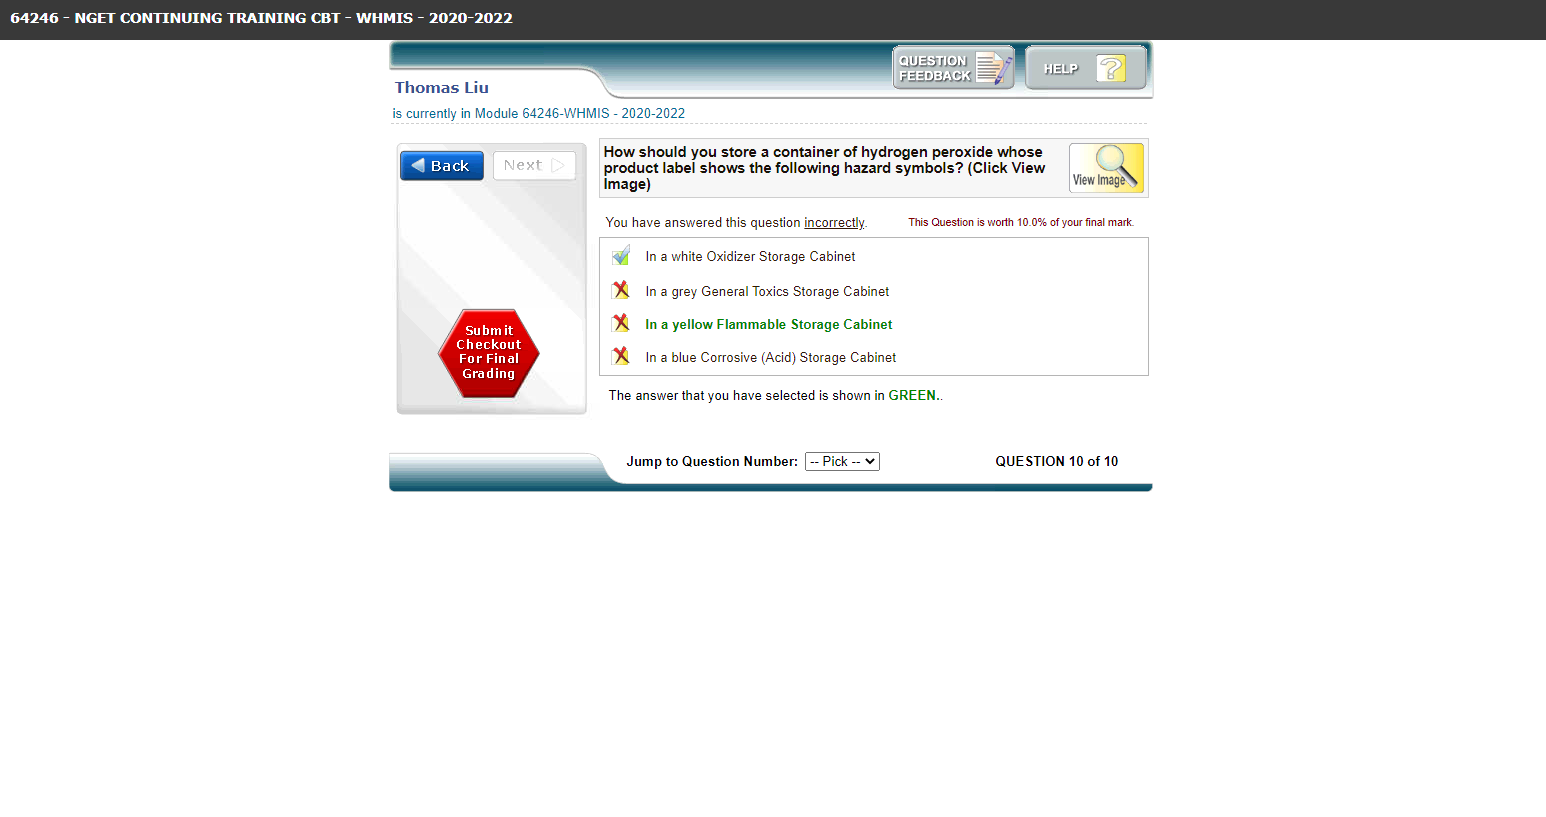 64246 - NGET CONTINUING TRAINING CBT - WHMIS - 2020-2022
QUESTION
FEEDBACK
HELP
Thomas Liu
is currently in Module 64246-WHMIS - 2020-2022
Back
Next
How should you store a container of hydrogen peroxide whose
product label shows the following hazard symbols? (Click View
Image)
View Image
You have answered this question incorrectly.
This Question is worth 10.0% of your final mark.
In a white Oxidizer Storage Cabinet
In a grey General Toxics Storage Cabinet
In a yellow Flammable Storage Cabinet
In a blue Corrosive (Acid) Storage Cabinet
Submit
Checkout
For Final
Grading
The answer that you have selected is shown in GREEN..
Jump to Question Number: -- Pick --
QUESTION 10 of 10